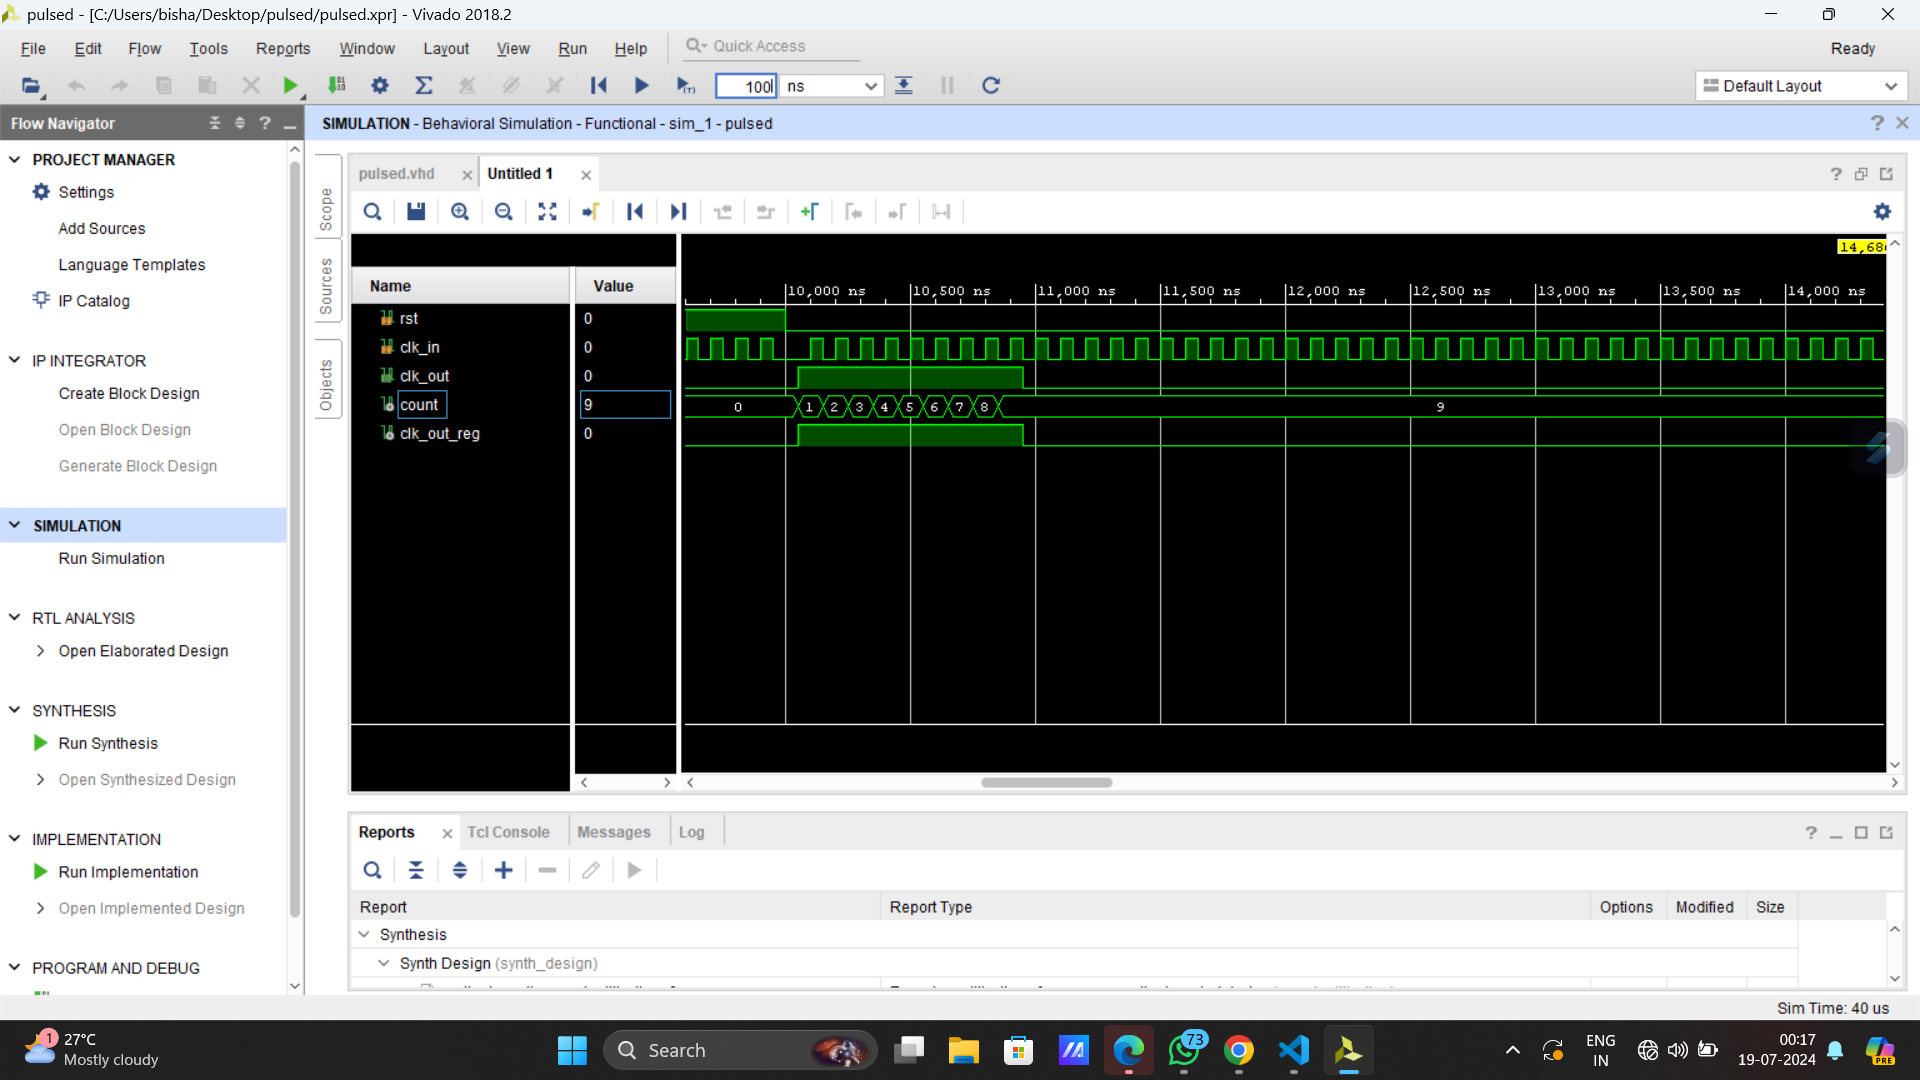 pulsed - [C:/Users/bisha/Desktop/pulsed/pulsed.xpr] - Vivado 2018.2
File Edit Flow Tools Reports Window Layout View Run Help Quick Access Ready
100 ns Default Layout
Flow Navigator
SIMULATION - Behavioral Simulation - Functional - sim_1 - pulsed
PROJECT MANAGER
Settings
Add Sources
Language Templates
IP Catalog
IP INTEGRATOR
Create Block Design
Open Block Design
Generate Block Design
SIMULATION
Run Simulation
RTL ANALYSIS
Open Elaborated Design
SYNTHESIS
Run Synthesis
Open Synthesized Design
IMPLEMENTATION
Run Implementation
Open Implemented Design
PROGRAM AND DEBUG
Scope
Sources
Objects
pulsed.vhd Untitled 1
14,68
Name Value
10,000 ns 10,500 ns 11,000 ns 11,500 ns 12,000 ns 12,500 ns 13,000 ns 13,500 ns 14,000 ns
rst 0
clk_in 0
clk_out 0
count 9 0 1 2 3 4 5 6 7 8 9
clk_out_reg 0
Reports Tcl Console Messages Log
Report Report Type Options Modified Size
Synthesis
Synth Design (synth_design)
Sim Time: 40 us
1 27°C
Mostly cloudy
Search
73
ENG
IN
00:17
19-07-2024
PRE